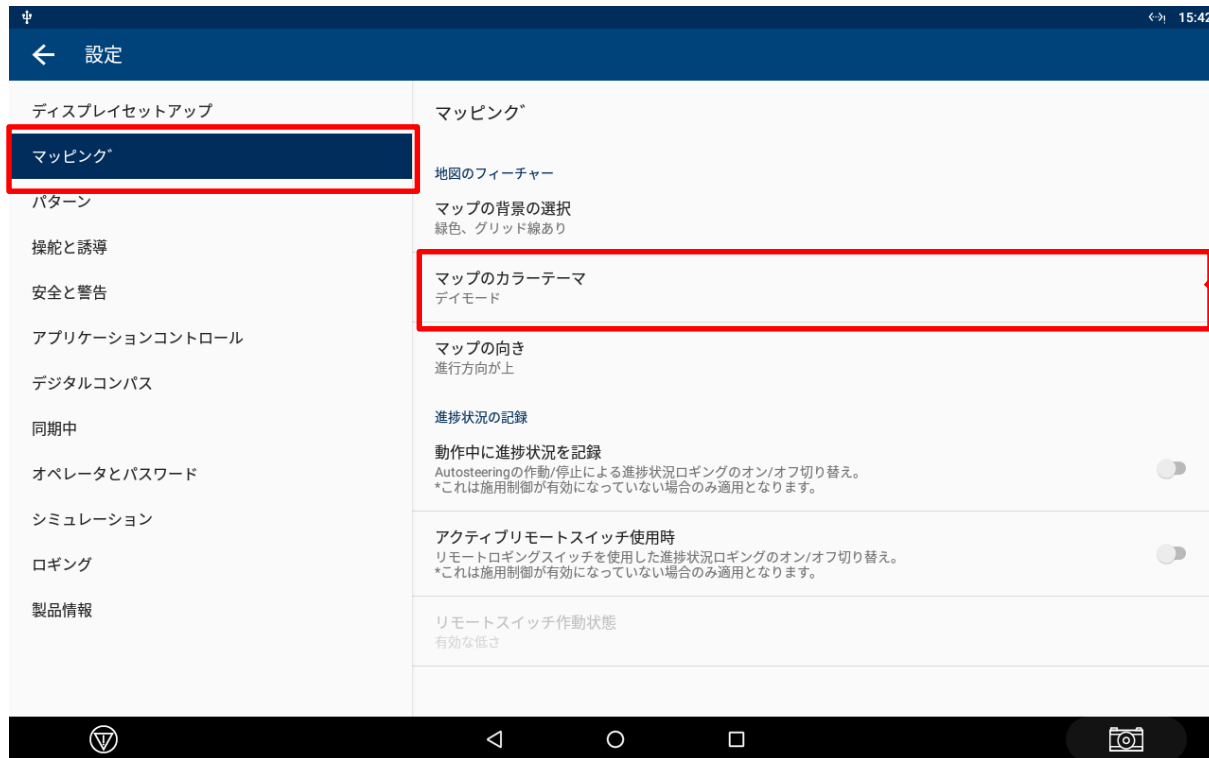 15:42
設定
ディスプレイセットアップ
マッピング
パターン
操舵と誘導
安全と警告
アプリケーションコントロール
デジタルコンパス
同期中
オペレータとパスワード
シミュレーション
ロギング
製品情報
マッピング
地図のフィーチャー
マップの背景の選択
緑色、グリッド線あり
マップのカラーテーマ
デイモード
マップの向き
進行方向が上
進捗状況の記録
動作中に進捗状況を記録
Autosteeringの作動/停止による進捗状況ロギングのオン/オフ切り替え。
*これは施用制御が有効になっていない場合のみ適用となります。
アクティブリモートスイッチ使用時
リモートロギングスイッチを使用した進捗状況ロギングのオン/オフ切り替え。
*これは施用制御が有効になっていない場合のみ適用となります。
リモートスイッチ作動状態
有効な低さ